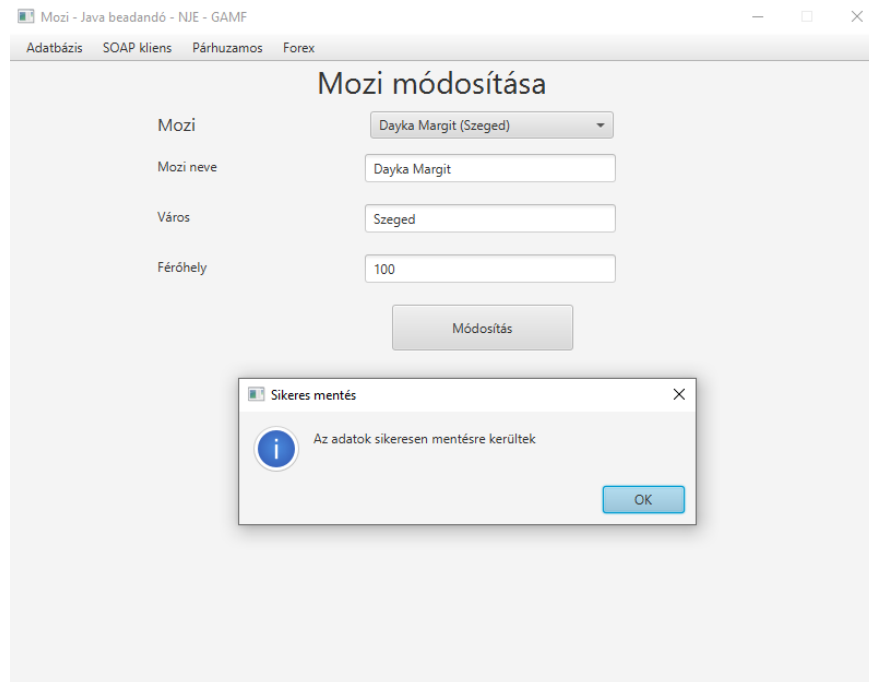 Mozi - Java beadandó - NJE - GAMF
Adatbázis SOAP kliens Párhuzamos Forex
Mozi módosítása
Mozi Dayka Margit (Szeged)
Mozi neve Dayka Margit
Város Szeged
Férőhely 100
Módosítás
Sikeres mentés
Az adatok sikeresen mentésre kerültek
OK